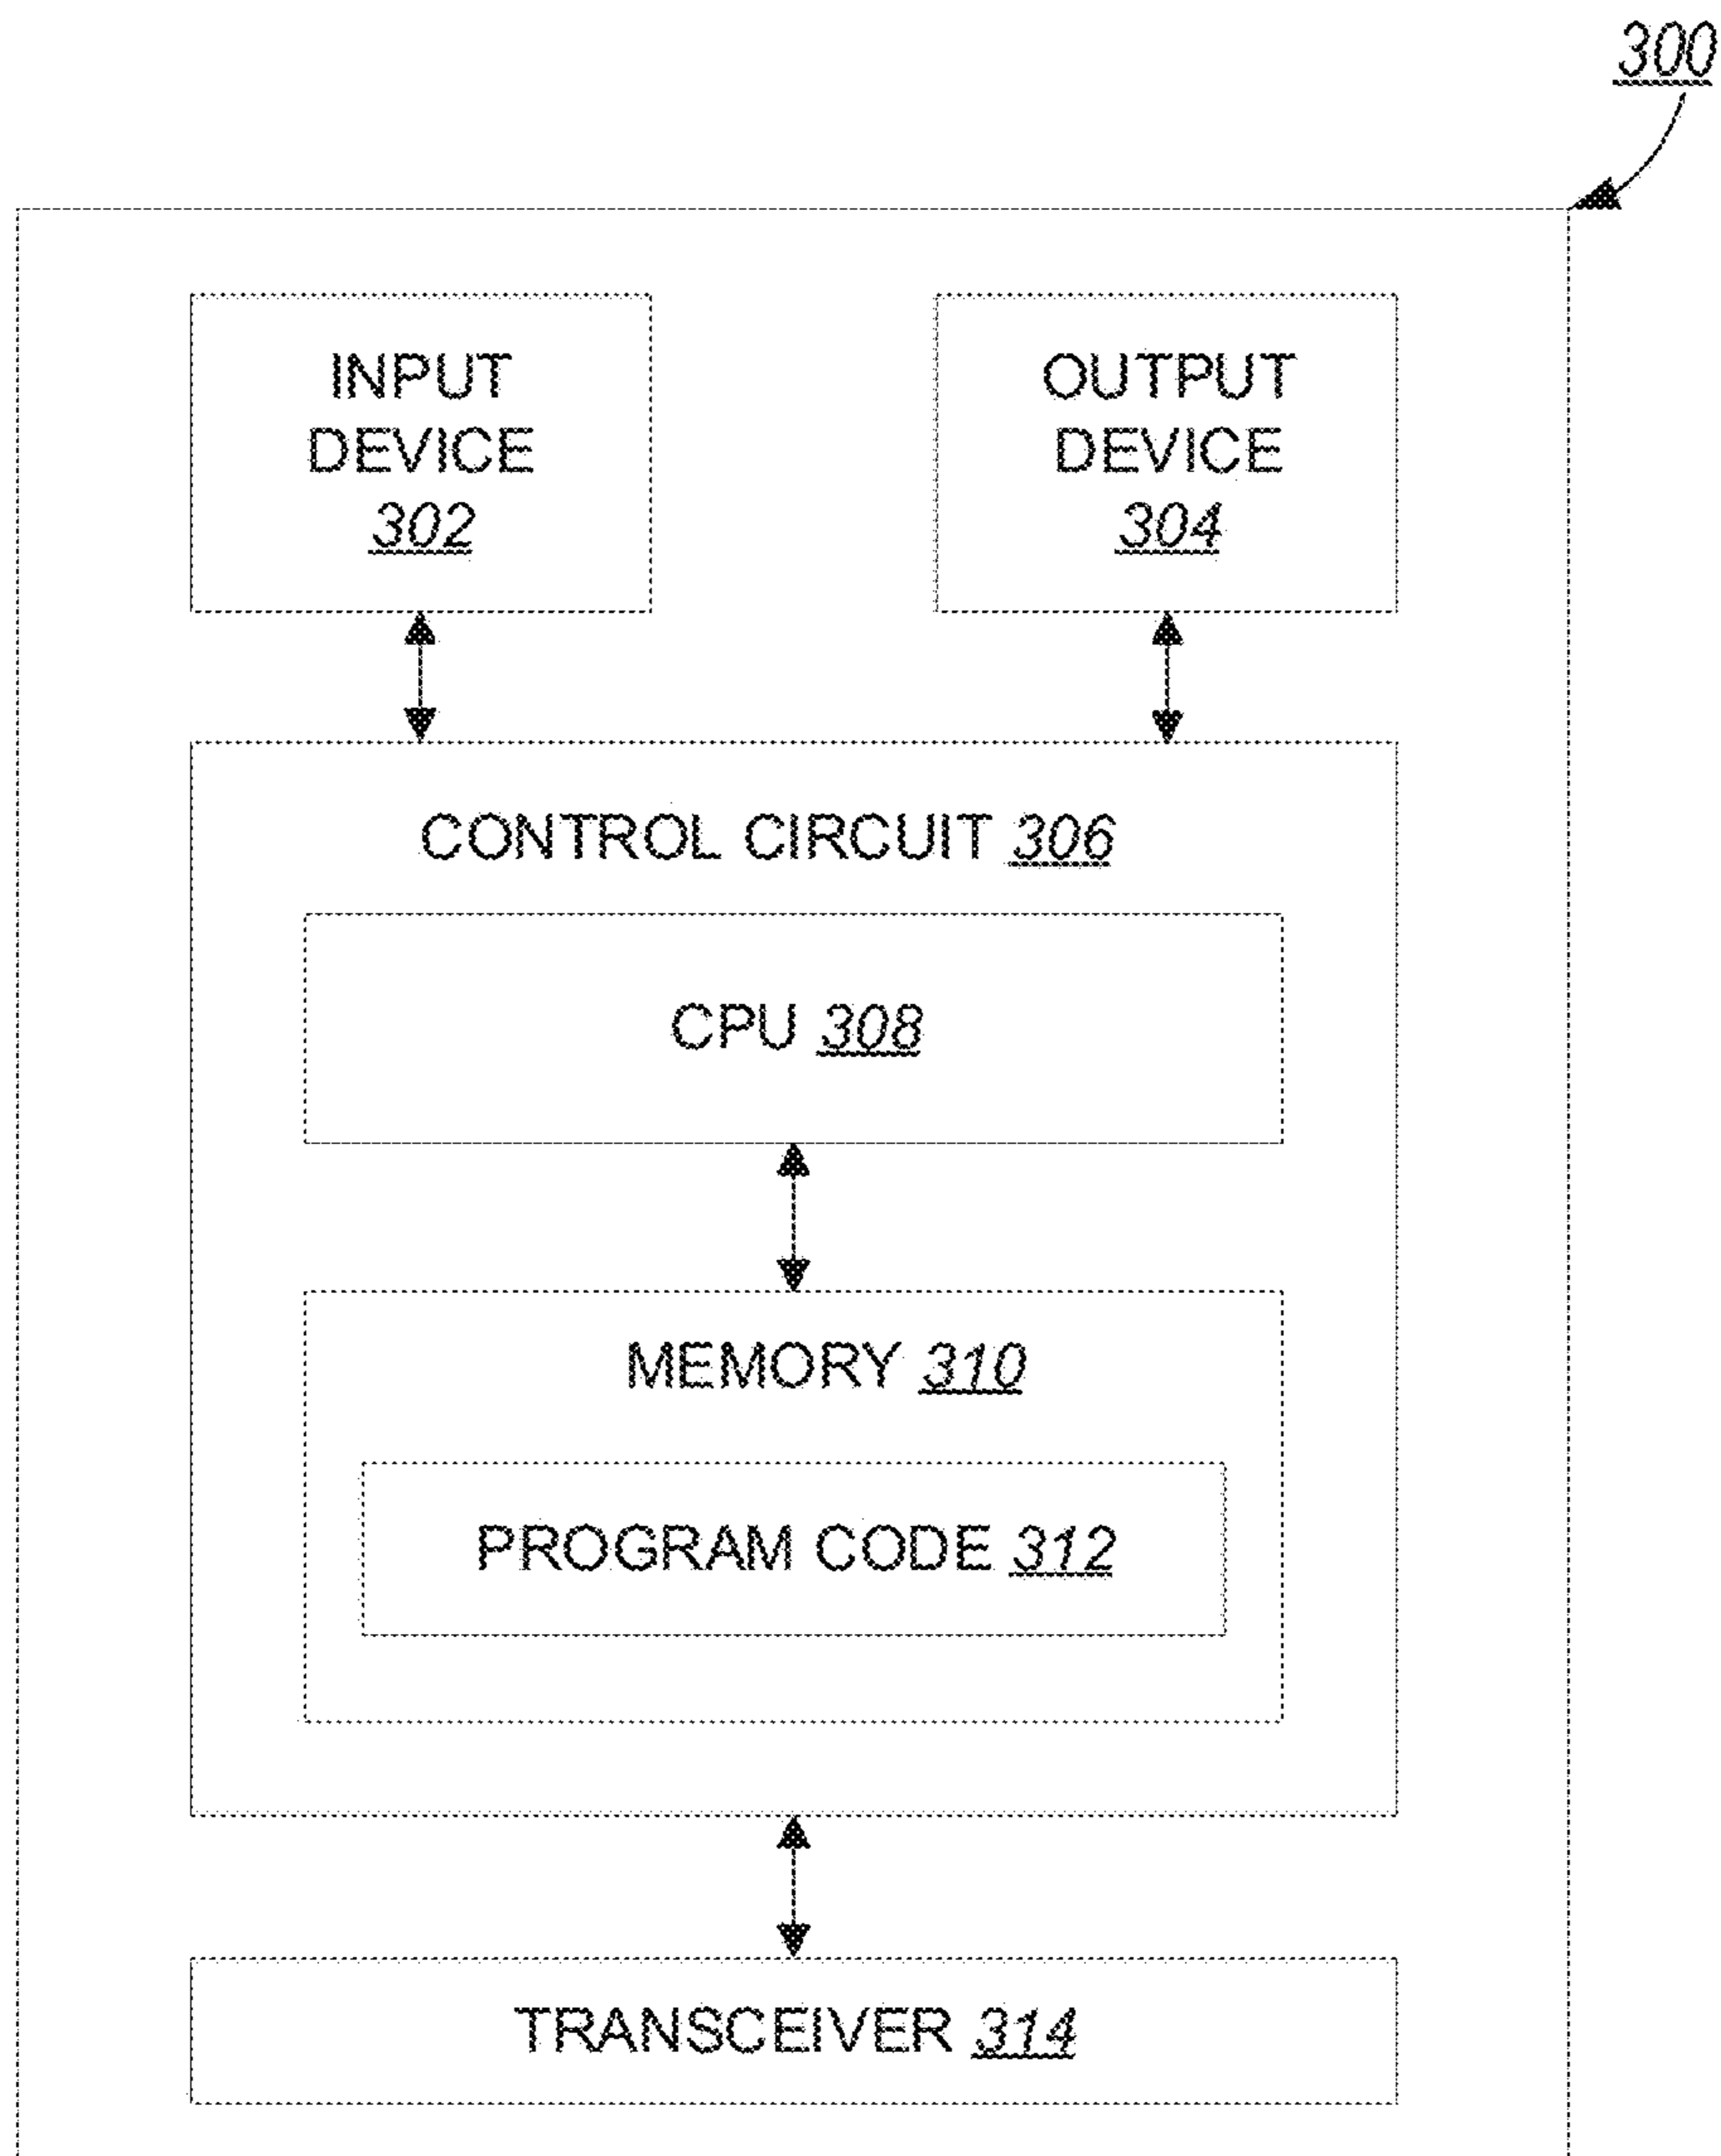 300
INPUT
DEVICE
302
OUTPUT
DEVICE
304
CONTROL CIRCUIT 306
CPU 308
MEMORY 310
PROGRAM CODE 312
TRANSCEIVER 314